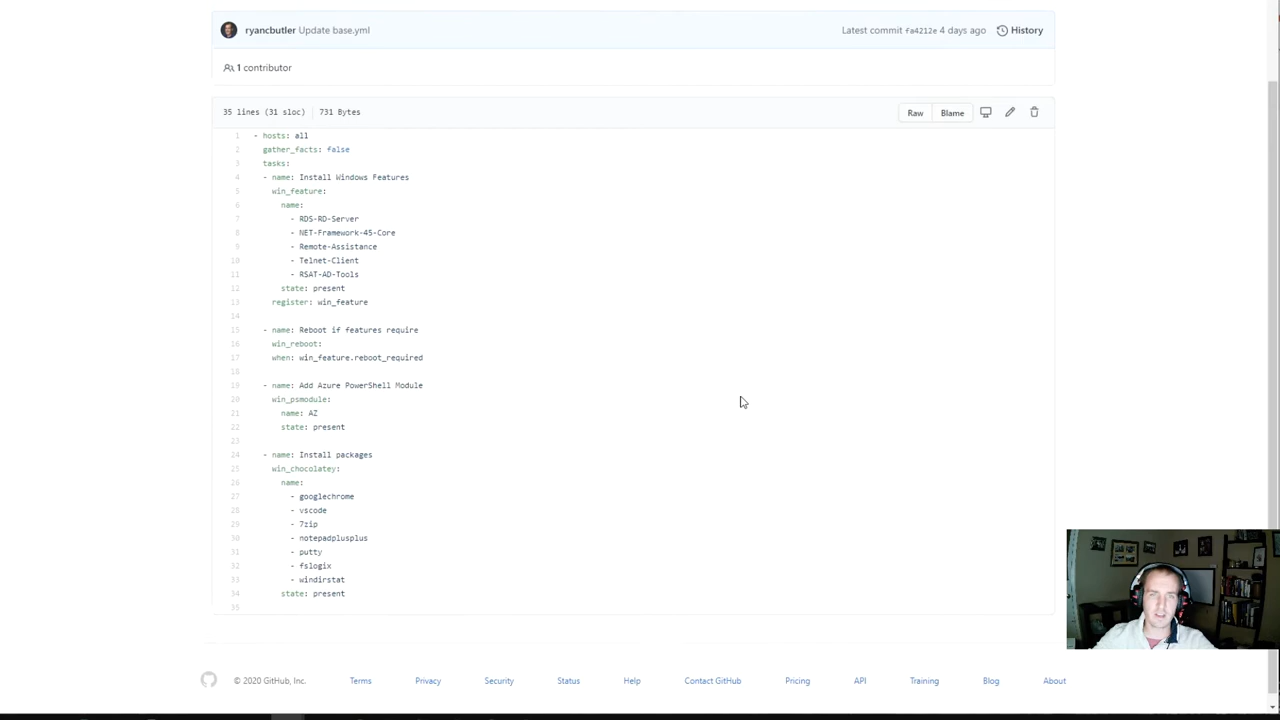 ryancbutler Update base.yml
Latest commit fa4212e 4 days ago History
1 contributor
35 lines (31 sloc) 731 Bytes
Raw Blame
1 - hosts: all
2 gather_facts: false
3 tasks:
4 - name: Install Windows Features
5 win_feature:
6 name:
7 - RDS-RD-Server
8 - NET-Framework-45-Core
9 - Remote-Assistance
10 - Telnet-Client
11 - RSAT-AD-Tools
12 state: present
13 register: win_feature
14
15 - name: Reboot if features require
16 win_reboot:
17 when: win_feature.reboot_required
18
19 - name: Add Azure PowerShell Module
20 win_psmodule:
21 name: AZ
22 state: present
23
24 - name: Install packages
25 win_chocolatey:
26 name:
27 - googlechrome
28 - vscode
29 - 7zip
30 - notepadplusplus
31 - putty
32 - fslogix
33 - windirstat
34 state: present
35
© 2020 GitHub, Inc. Terms Privacy Security Status Help Contact GitHub Pricing API Training Blog About